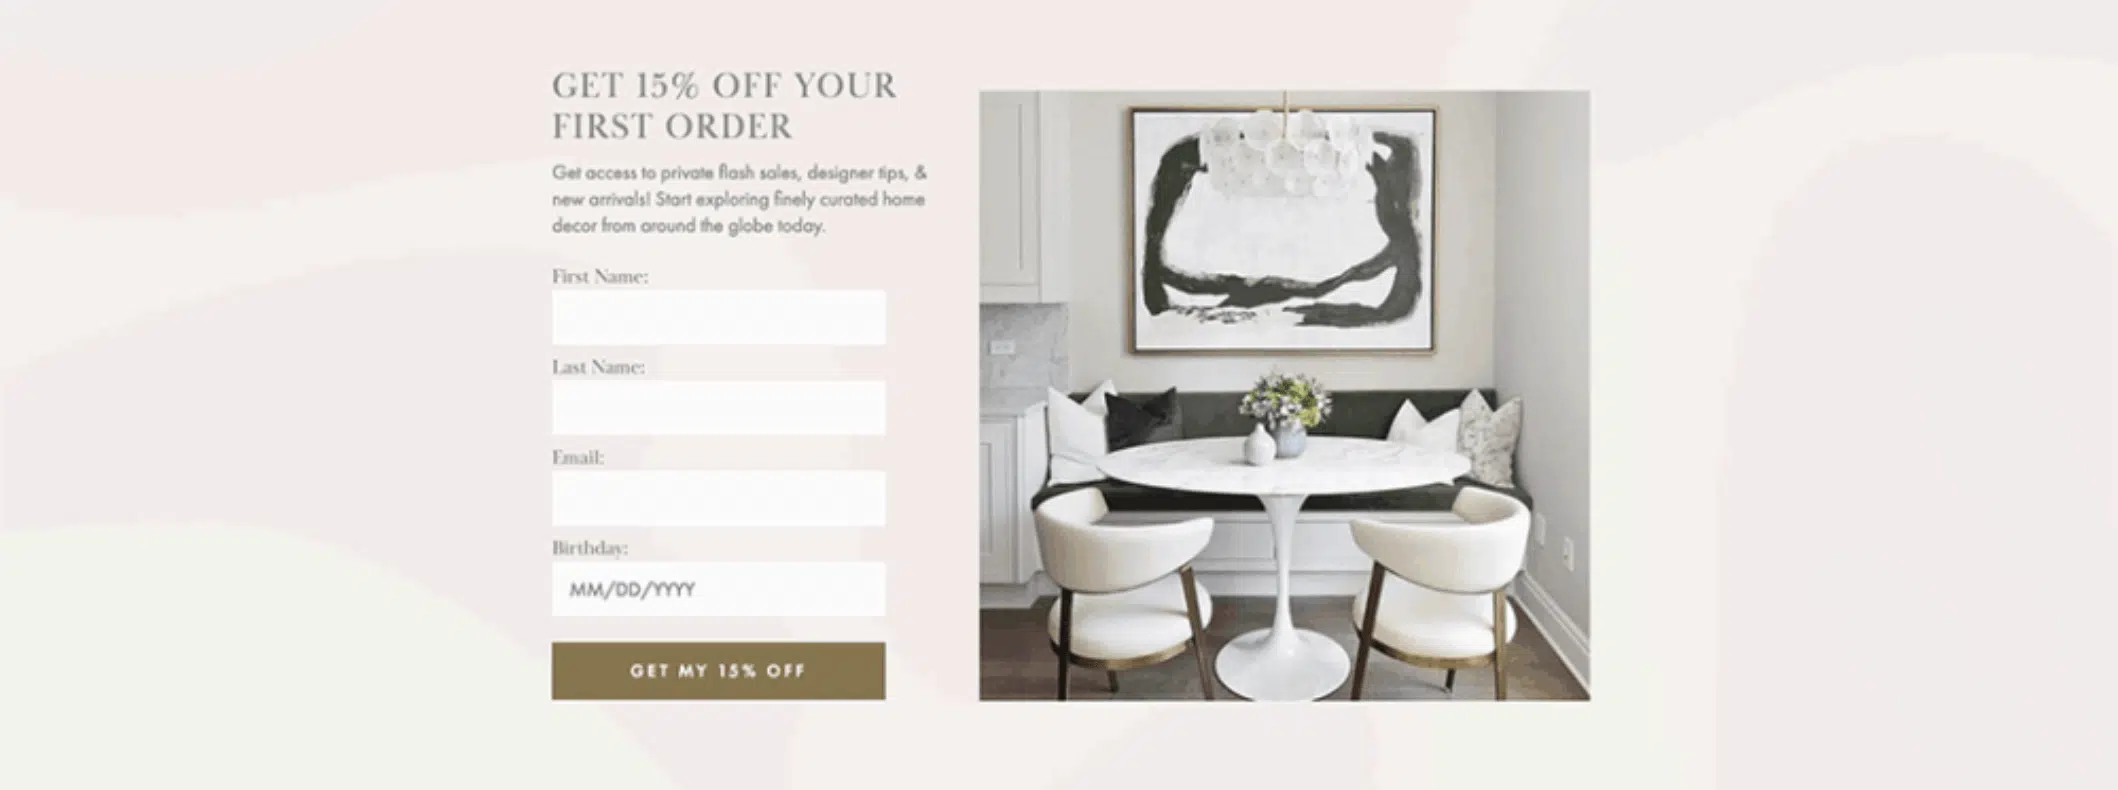 GET 15% OFF YOUR
FIRST ORDER
Get access to private flash sales, designer tips, &
new arrivals! Start exploring finely curated home
decor from around the globe today.
First Name:
Last Name:
Email:
Birthday:
MM/DD/YYYY
GET MY 15% OFF